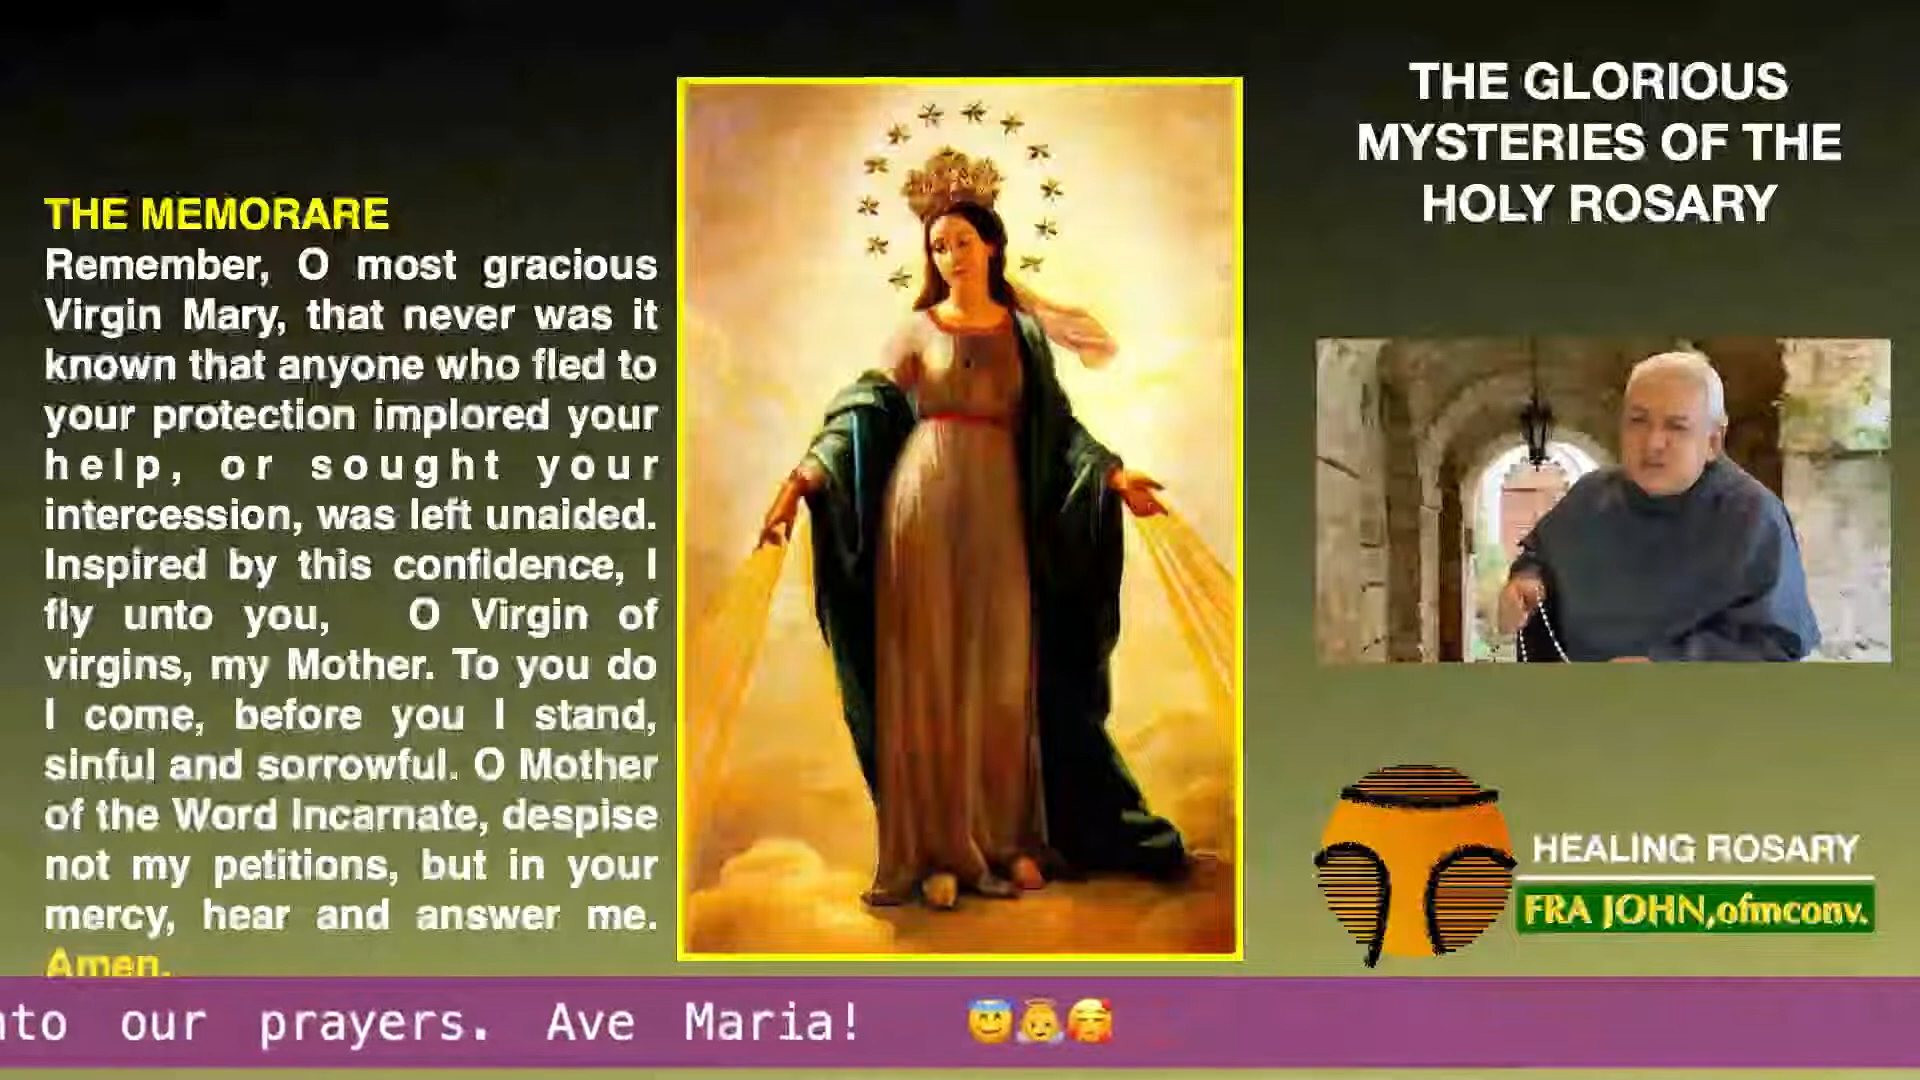 THE MEMORARE
Remember, O most gracious
Virgin Mary, that never was it
known that anyone who fled to
your protection implored your
help, or sought your
intercession, was left unaided.
Inspired by this confidence, I
fly unto you, O Virgin of
virgins, my Mother. To you do
I come, before you I stand,
sinful and sorrowful. O Mother
of the Word Incarnate, despise
not my petitions, but in your
mercy, hear and answer me.
Amen.
THE GLORIOUS
MYSTERIES OF THE
HOLY ROSARY
HEALING ROSARY
FRA JOHN,ofmconv.
our prayers. Ave Maria! 😇👼🥰